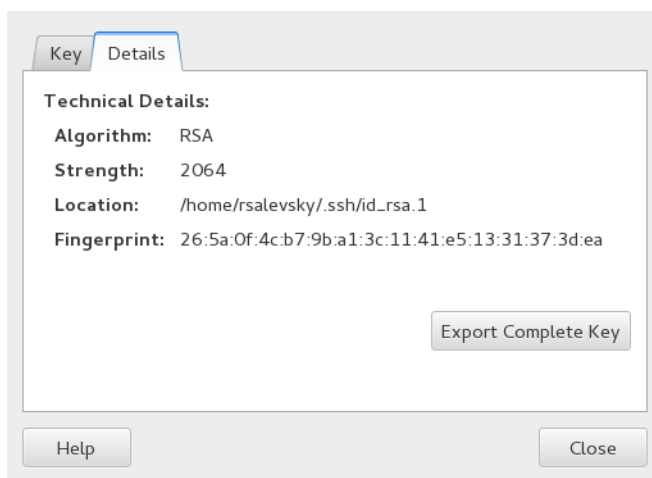 Key Details
Technical Details:
Algorithm: RSA
Strength: 2064
Location: /home/rsalevsky/.ssh/id_rsa.1
Fingerprint: 26:5a:0f:4c:b7:9b:a1:3c:11:41:e5:13:31:37:3d:ea
Export Complete Key
Help Close